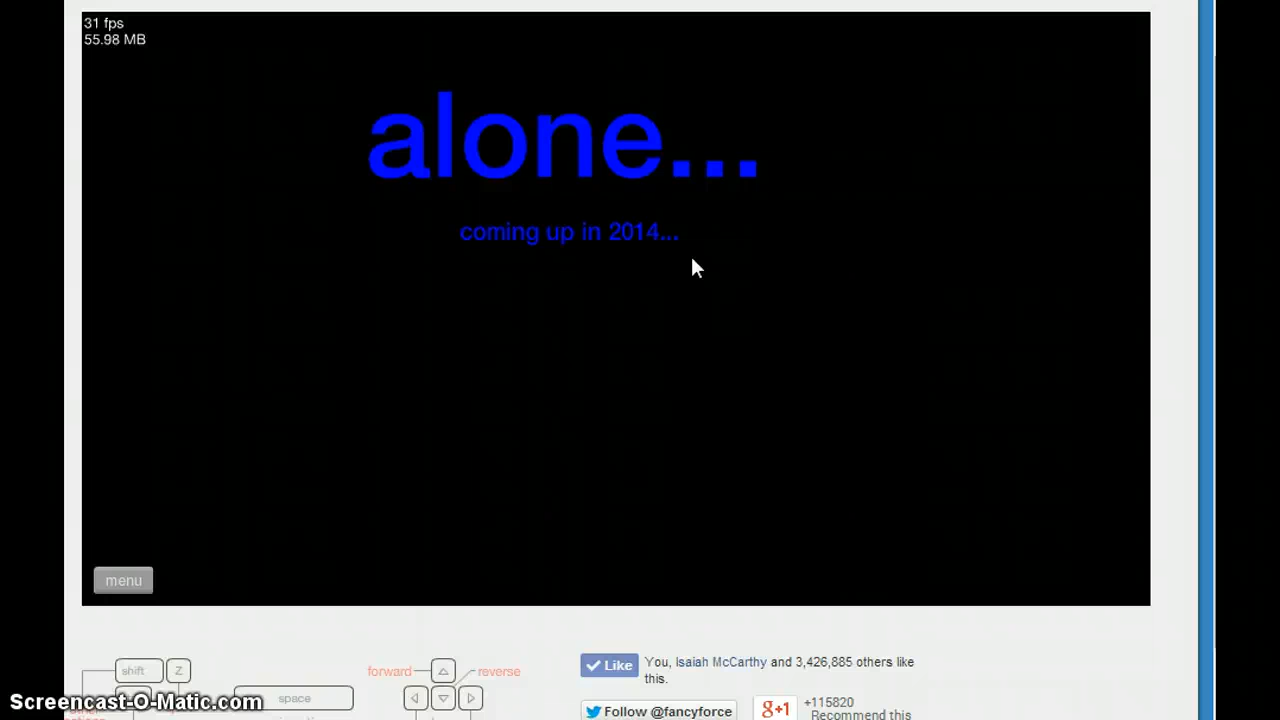 31 fps
55.98 MB
alone...
coming up in 2014...
menu
shift
Z
forward
reverse
space
Like
You, Isaiah McCarthy and 3,426,885 others like
this.
Follow @fancyforce
g+1
+115820
Recommend this
Screencast-O-Matic.com